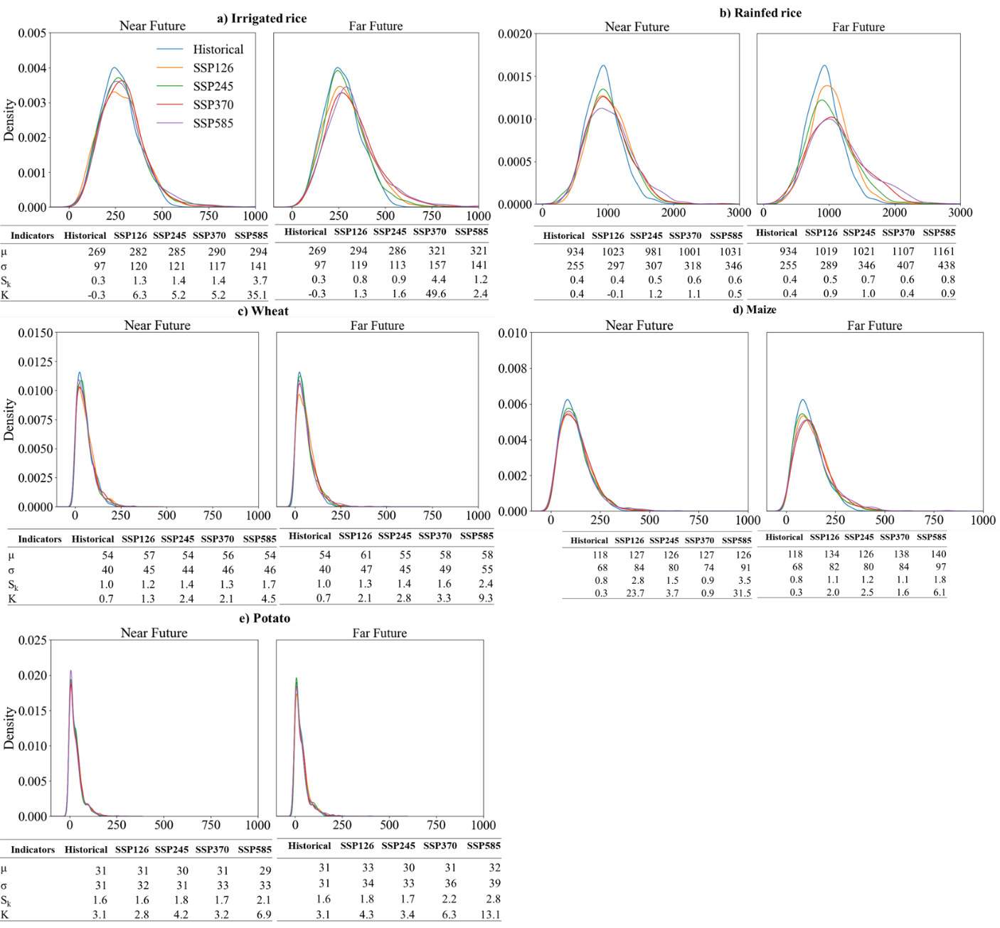 a) Irrigated rice
Near Future Far Future
0.005
0.004
0.003
0.002
0.001
0.000
Density
Historical
SSP126
SSP245
SSP370
SSP585
0 250 500 750 1000 0 250 500 750 1000
Indicators Historical SSP126 SSP245 SSP370 SSP585 Historical SSP126 SSP245 SSP370 SSP585
μ 269 282 285 290 294 269 294 286 321 321
σ 97 120 121 117 141 97 119 113 157 141
Sk 0.3 1.3 1.4 1.4 3.7 0.3 0.8 0.9 4.4 1.2
K -0.3 6.3 5.2 5.2 35.1 -0.3 1.3 1.6 49.6 2.4
b) Rainfed rice
Near Future Far Future
0.0020
0.0015
0.0010
0.0005
0.0000
0 1000 2000 3000 0 1000 2000 3000
Historical SSP126 SSP245 SSP370 SSP585 Historical SSP126 SSP245 SSP370 SSP585
934 1023 981 1001 1031 934 1019 1021 1107 1161
255 297 307 318 346 255 289 346 407 438
0.4 0.4 0.5 0.6 0.6 0.4 0.5 0.7 0.6 0.8
0.4 -0.1 1.2 1.1 0.5 0.4 0.9 1.0 0.4 0.9
c) Wheat
Near Future Far Future
0.0150
0.0125
0.0100
0.0075
0.0050
0.0025
0.0000
Density
0 250 500 750 1000 0 250 500 750 1000
Indicators Historical SSP126 SSP245 SSP370 SSP585 Historical SSP126 SSP245 SSP370 SSP585
μ 54 57 54 56 54 54 61 55 58 58
σ 40 45 44 46 46 40 47 45 49 55
Sk 1.0 1.2 1.4 1.3 1.7 1.0 1.3 1.4 1.6 2.4
K 0.7 1.3 2.4 2.1 4.5 0.7 2.1 2.8 3.3 9.3
d) Maize
Near Future Far Future
0.010
0.008
0.006
0.004
0.002
0.000
0 250 500 750 1000 0 250 500 750 1000
Historical SSP126 SSP245 SSP370 SSP585 Historical SSP126 SSP245 SSP370 SSP585
118 127 126 127 126 118 134 126 138 140
68 84 80 74 91 68 82 80 84 97
0.8 2.8 1.5 0.9 3.5 0.8 1.1 1.2 1.1 1.8
0.3 23.7 3.7 0.9 31.5 0.3 2.0 2.5 1.6 6.1
e) Potato
Near Future Far Future
0.025
0.020
0.015
0.010
0.005
0.000
Density
0 250 500 750 1000 0 250 500 750 1000
Indicators Historical SSP126 SSP245 SSP370 SSP585 Historical SSP126 SSP245 SSP370 SSP585
μ 31 31 30 31 29 31 33 30 31 32
σ 31 32 31 33 33 31 34 33 36 39
Sk 1.6 1.6 1.8 1.7 2.1 1.6 1.8 1.7 2.2 2.8
K 3.1 2.8 4.2 3.2 6.9 3.1 4.3 3.4 6.3 13.1